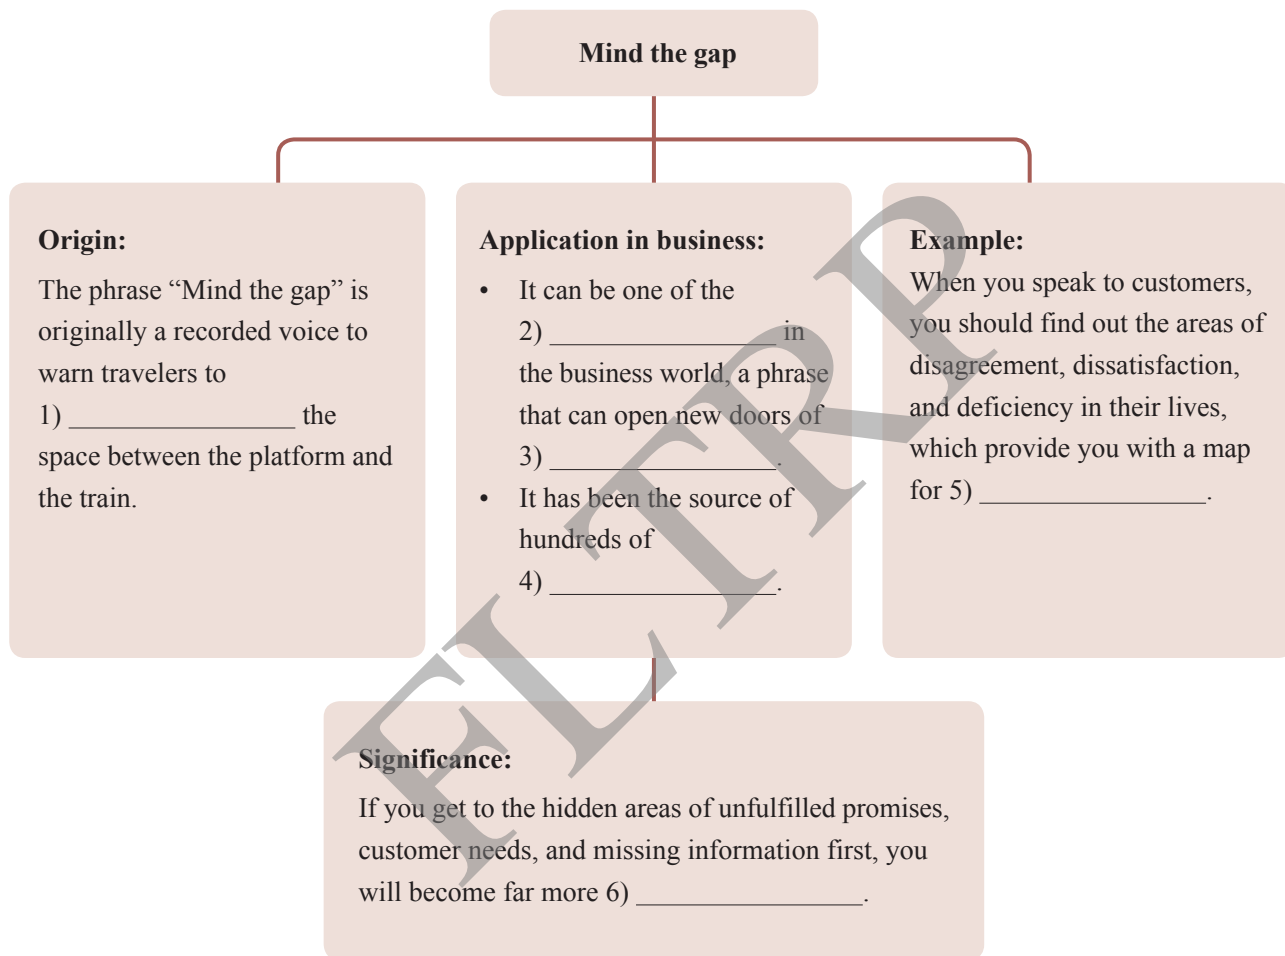 Mind the gap
Origin:
The phrase “Mind the gap” is
originally a recorded voice to
warn travelers to
1) ________________ the
space between the platform and
the train.
Application in business:
• It can be one of the
2) ________________ in
the business world, a phrase
that can open new doors of
3) ________________.
• It has been the source of
hundreds of
4) ________________.
Example:
When you speak to customers,
you should find out the areas of
disagreement, dissatisfaction,
and deficiency in their lives,
which provide you with a map
for 5) ________________.
Significance:
If you get to the hidden areas of unfulfilled promises,
customer needs, and missing information first, you
will become far more 6) ________________.
FLTRP